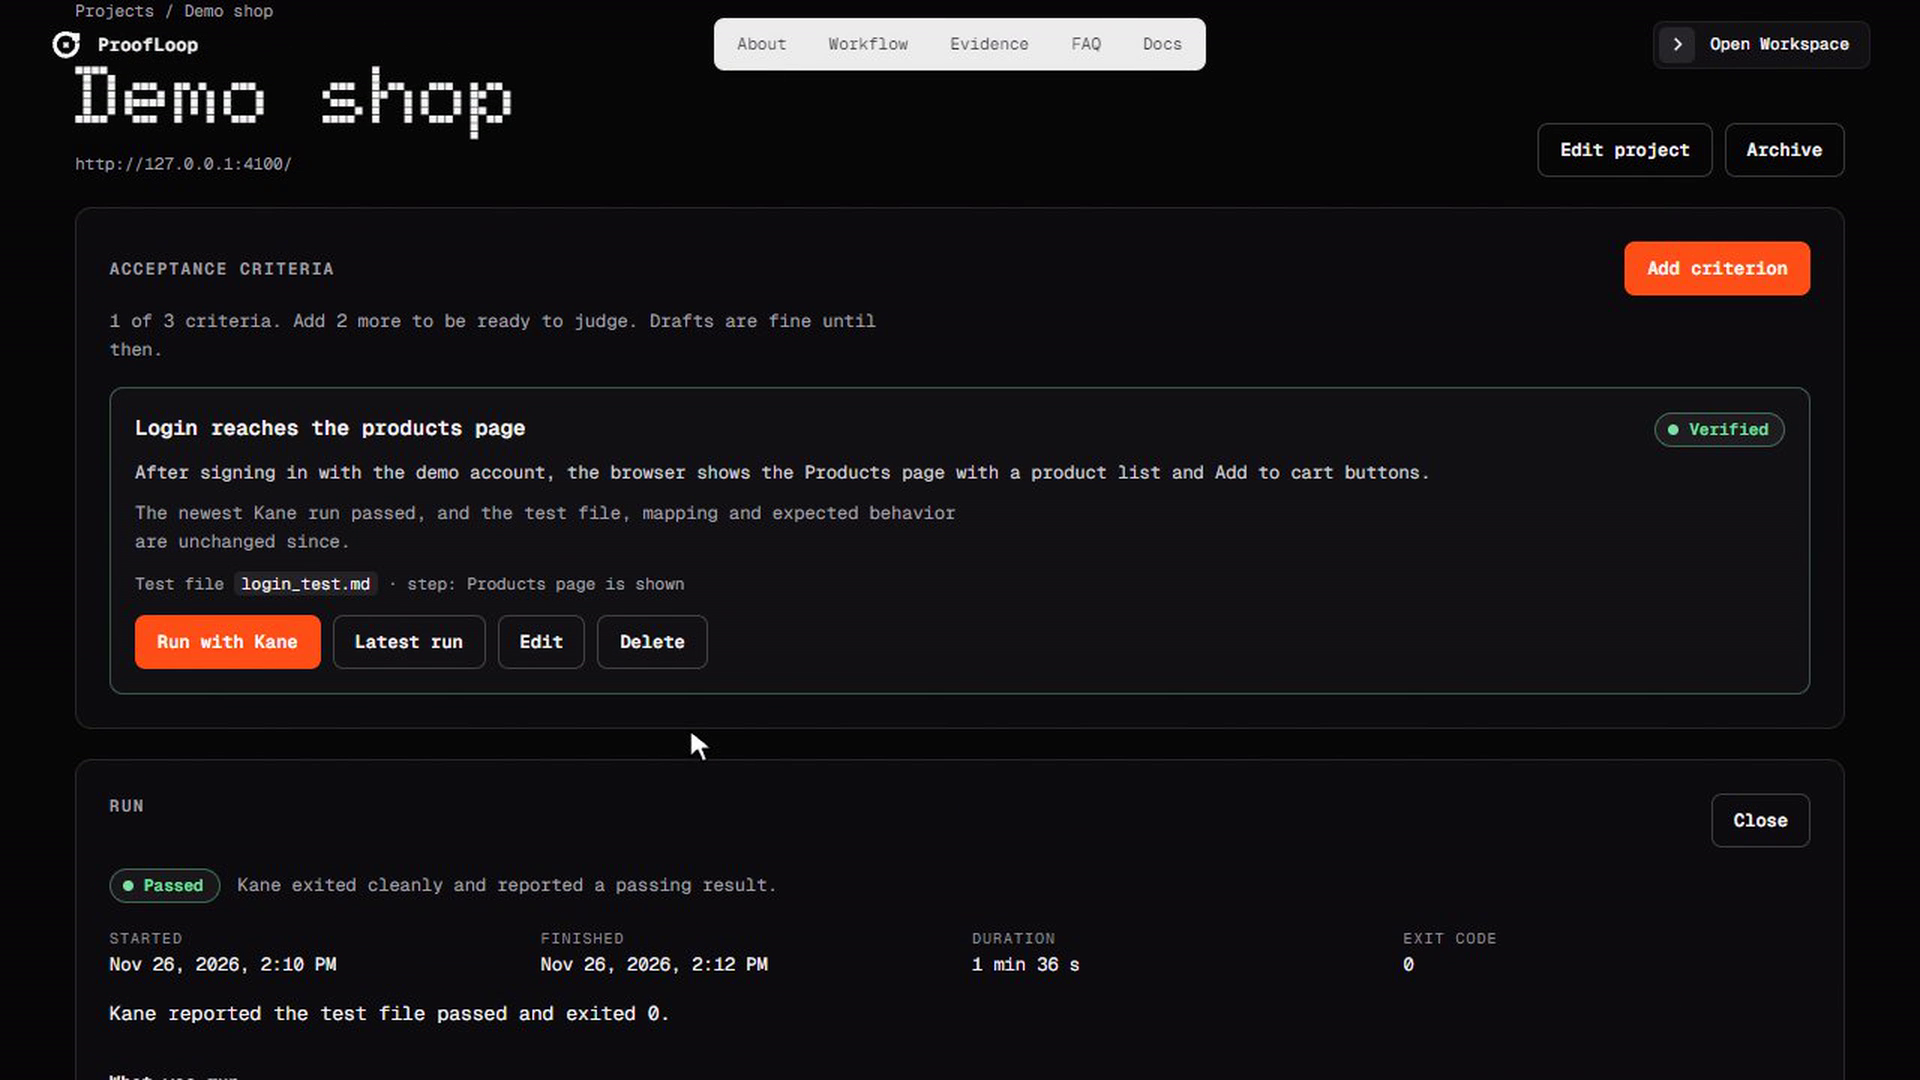 Projects / Demo shop
ProofLoop
About Workflow Evidence FAQ Docs
Open Workspace
Demo shop
http://127.0.0.1:4100/
Edit project Archive
ACCEPTANCE CRITERIA
Add criterion
1 of 3 criteria. Add 2 more to be ready to judge. Drafts are fine until
then.
Login reaches the products page
Verified
After signing in with the demo account, the browser shows the Products page with a product list and Add to cart buttons.
The newest Kane run passed, and the test file, mapping and expected behavior
are unchanged since.
Test file login_test.md · step: Products page is shown
Run with Kane Latest run Edit Delete
RUN
Close
Passed Kane exited cleanly and reported a passing result.
STARTED FINISHED DURATION EXIT CODE
Nov 26, 2026, 2:10 PM Nov 26, 2026, 2:12 PM 1 min 36 s 0
Kane reported the test file passed and exited 0.